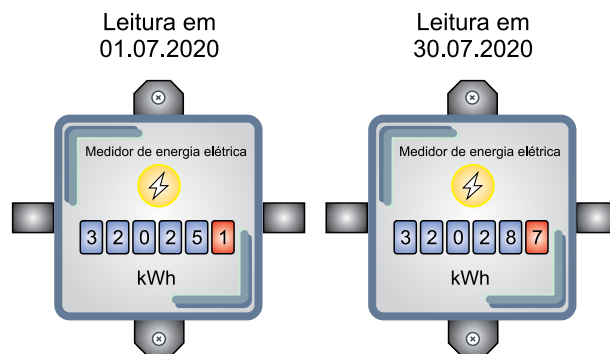 Leitura em
01.07.2020
Medidor de energia elétrica
320251
kWh
Leitura em
30.07.2020
Medidor de energia elétrica
320287
kWh